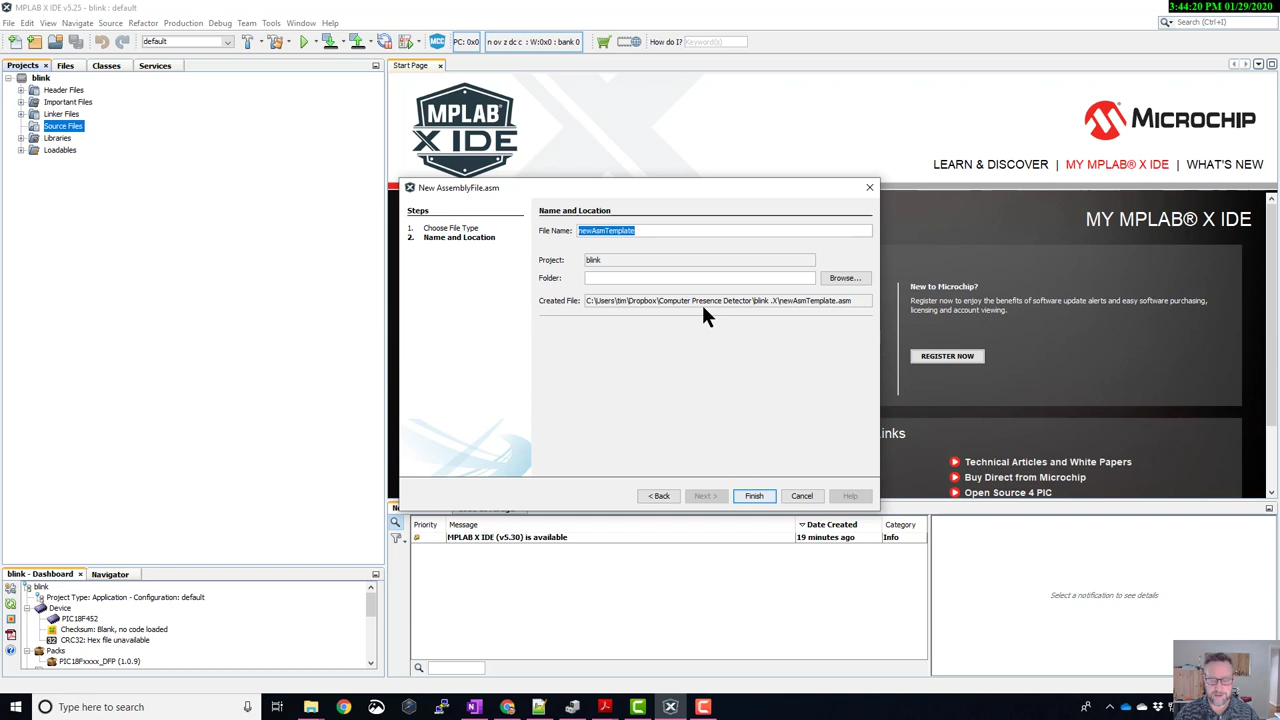 MPLAB X IDE v5.25 - blink : default
3:44:20 PM 01/29/2020
File Edit View Navigate Source Refactor Production Debug Team Tools Window Help
Search (Ctrl+I)
default
MCC
PC: 0x0
n ov z dc c : W:0x0 : bank 0
How do I? Keyword(s)
Projects
Files
Classes
Services
Start Page
blink
Header Files
Important Files
Linker Files
Source Files
Libraries
Loadables
MPLAB
X IDE
MICROCHIP
LEARN & DISCOVER
MY MPLAB® X IDE
WHAT'S NEW
MY MPLAB® X IDE
New AssemblyFile.asm
Steps
1. Choose File Type
2. Name and Location
Name and Location
File Name: newAsmTemplate
Project: blink
Folder:
Browse...
Created File: C:\Users\tim\Dropbox\Computer Presence Detector\blink .X\newAsmTemplate.asm
< Back
Next >
Finish
Cancel
Help
New to Microchip?
Register now to enjoy the benefits of software update alerts and easy software purchasing,
licensing and account viewing.
REGISTER NOW
Technical Articles and White Papers
Buy Direct from Microchip
Open Source 4 PIC
Priority
Message
Date Created
Category
MPLAB X IDE (v5.30) is available
19 minutes ago
Info
Select a notification to see details
blink - Dashboard
Navigator
blink
Project Type: Application - Configuration: default
Device
PIC18F452
Checksum: Blank, no code loaded
CRC32: Hex file unavailable
Packs
PIC18Fxxxx_DFP (1.0.9)
Type here to search